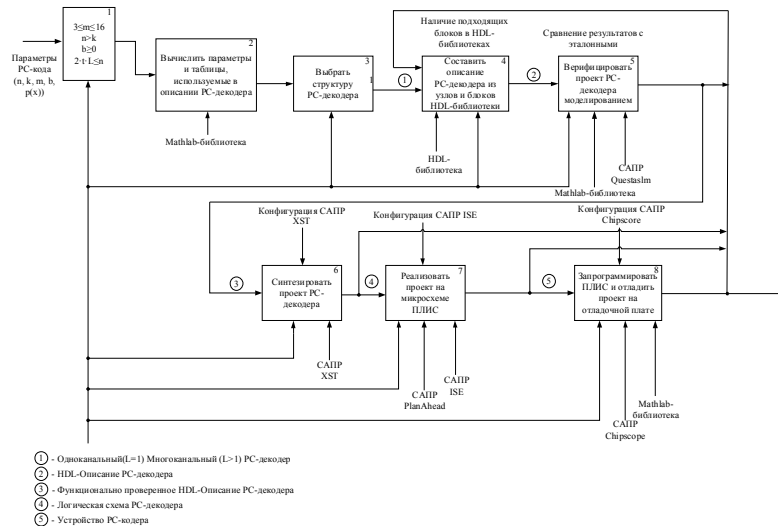 1
3≤m≤16
n>k
b≥0
2·t·L≤n
Параметры
РС-кода
(n, k, m, b,
p(x))
2
Вычислить параметры
и таблицы,
используемые в
описании РС-декодера
Mathlab-библиотека
3
Выбрать
структуру
РС-декодера
1
1
Наличие подходящих
блоков в HDL-
библиотеках
4
Составить
описание
РС-декодера из
узлов и блоков
HDL-библиотеки
HDL-
библиотека
2
Сравнение результатов с
эталонными
5
Верифицировать
проект РС-
декодера
моделированием
САПР
QuestasIm
Mathlab-библиотека
Конфигурация САПР
XST
3
6
Синтезировать
проект РС-
декодера
САПР
XST
Конфигурация САПР ISE
4
7
Реализовать
проект на
микросхеме
ПЛИС
САПР
PlanAhead
САПР
ISE
Конфигурация САПР
Chipscore
5
8
Запрограммировать
ПЛИС и отладить
проект на
отладочной плате
САПР
Chipscope
Mathlab-
библиотека
1 - Одноканальный(L=1) Многоканальный (L>1) РС-декодер
2 - HDL-Описание РС-декодера
3 - Функционально проверенное HDL-Описание РС-декодера
4 - Логическая схема РС-декодера
5 - Устройство РС-кодера